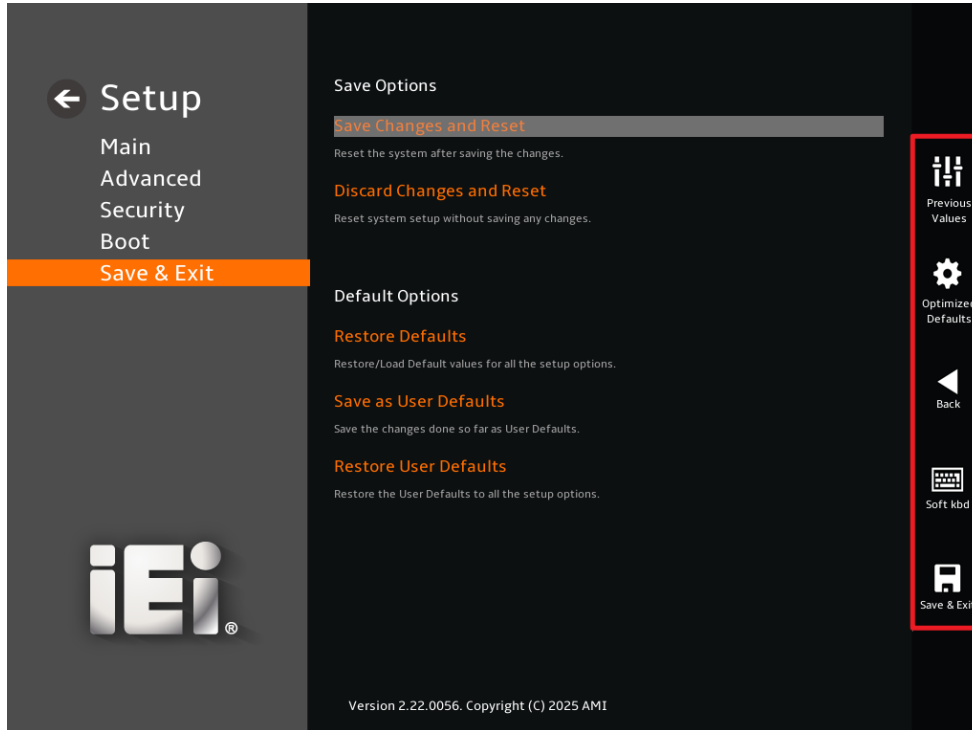 Setup
Main
Advanced
Security
Boot
Save & Exit
iEi®
Save Options
Save Changes and Reset
Reset the system after saving the changes.
Discard Changes and Reset
Reset system setup without saving any changes.
Default Options
Restore Defaults
Restore/Load Default values for all the setup options.
Save as User Defaults
Save the changes done so far as User Defaults.
Restore User Defaults
Restore the User Defaults to all the setup options.
Version 2.22.0056. Copyright (C) 2025 AMI
Previous
Values
Optimized
Defaults
Back
Soft kbd
Save & Exit